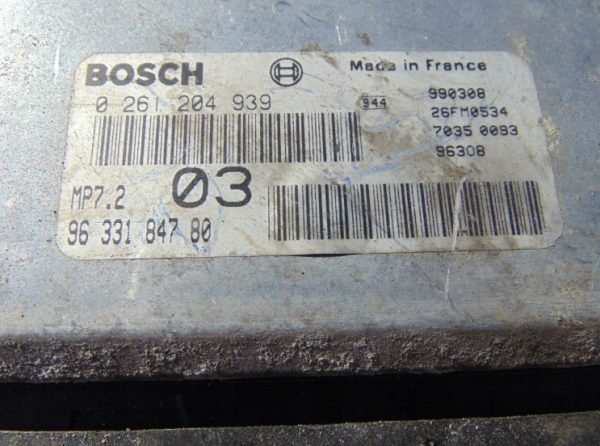 BOSCH Made in France
0 261 204 939 944 990308
26FM0534
7035 0093
96308
MP7.2 03
96 331 847 80